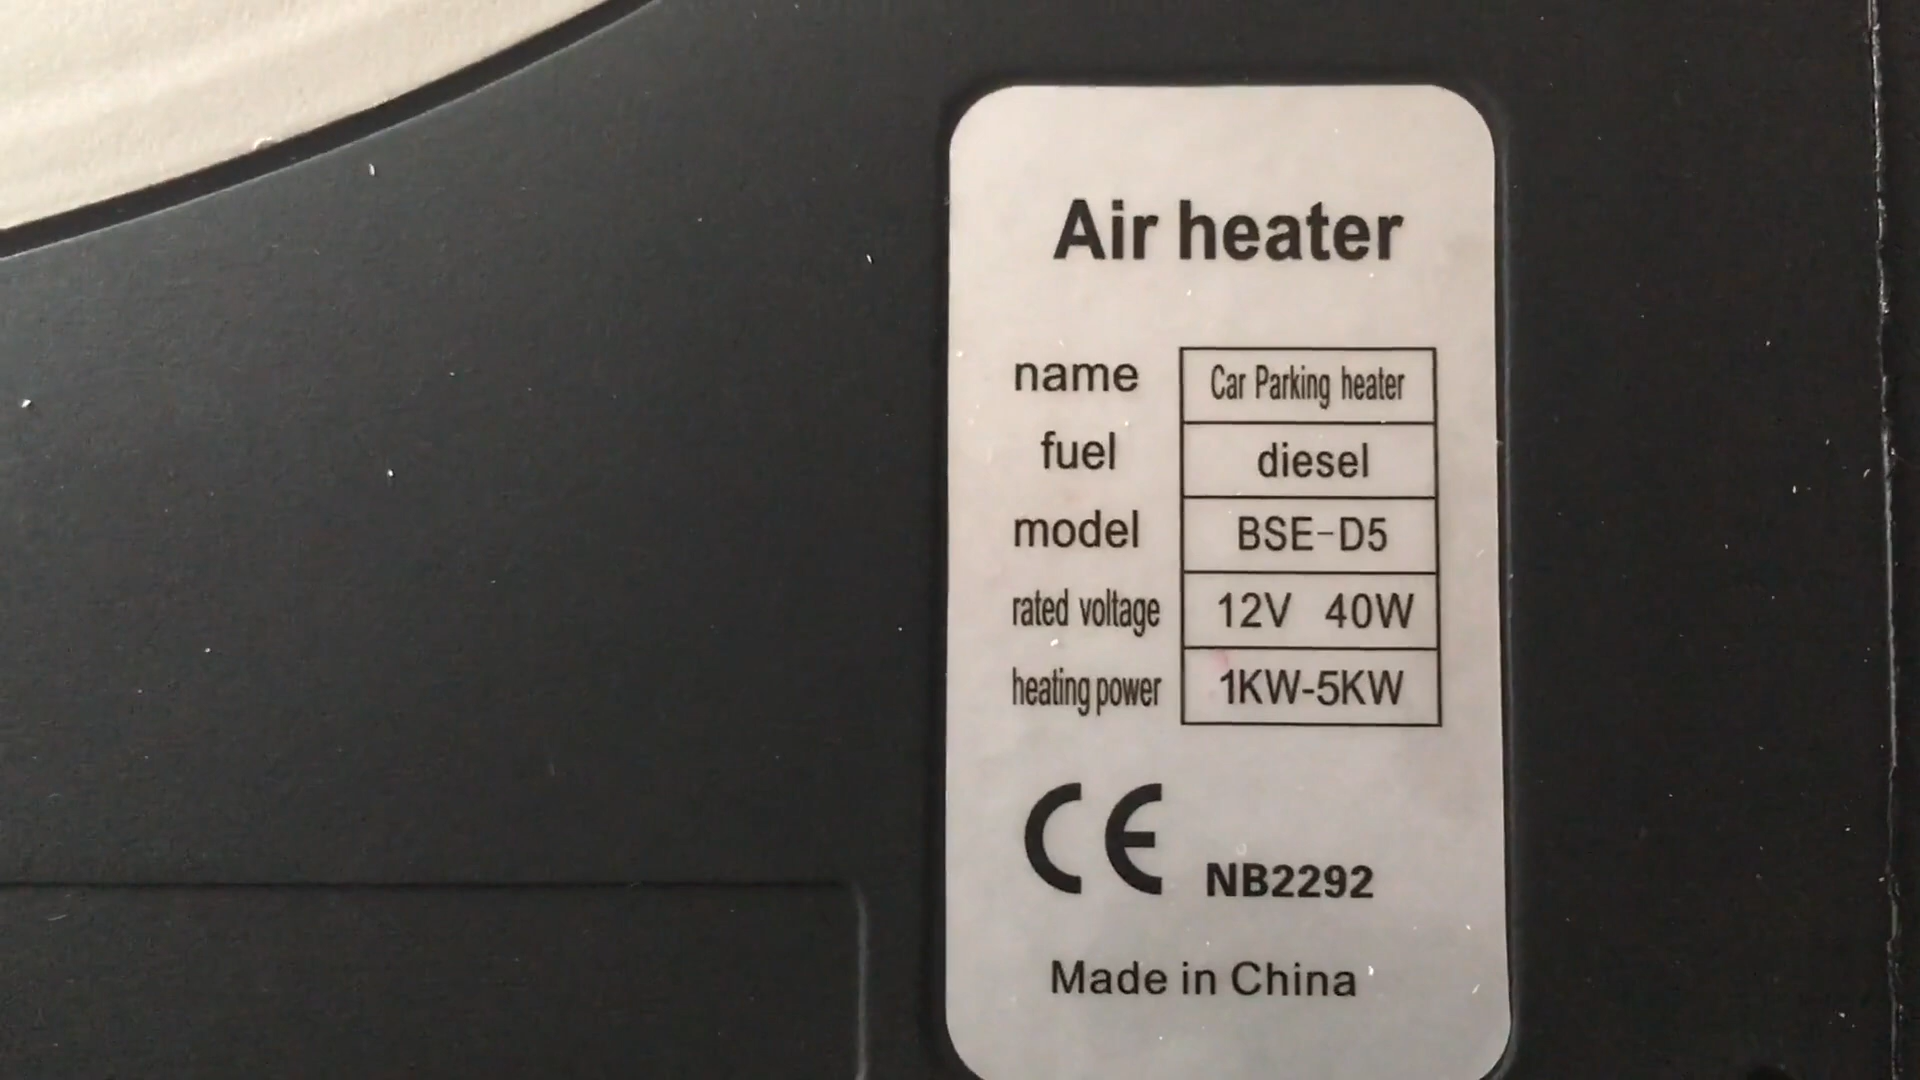 Air heater
name Car Parking heater
fuel diesel
model BSE-D5
rated voltage 12V 40W
heating power 1KW-5KW
CE NB2292
Made in China